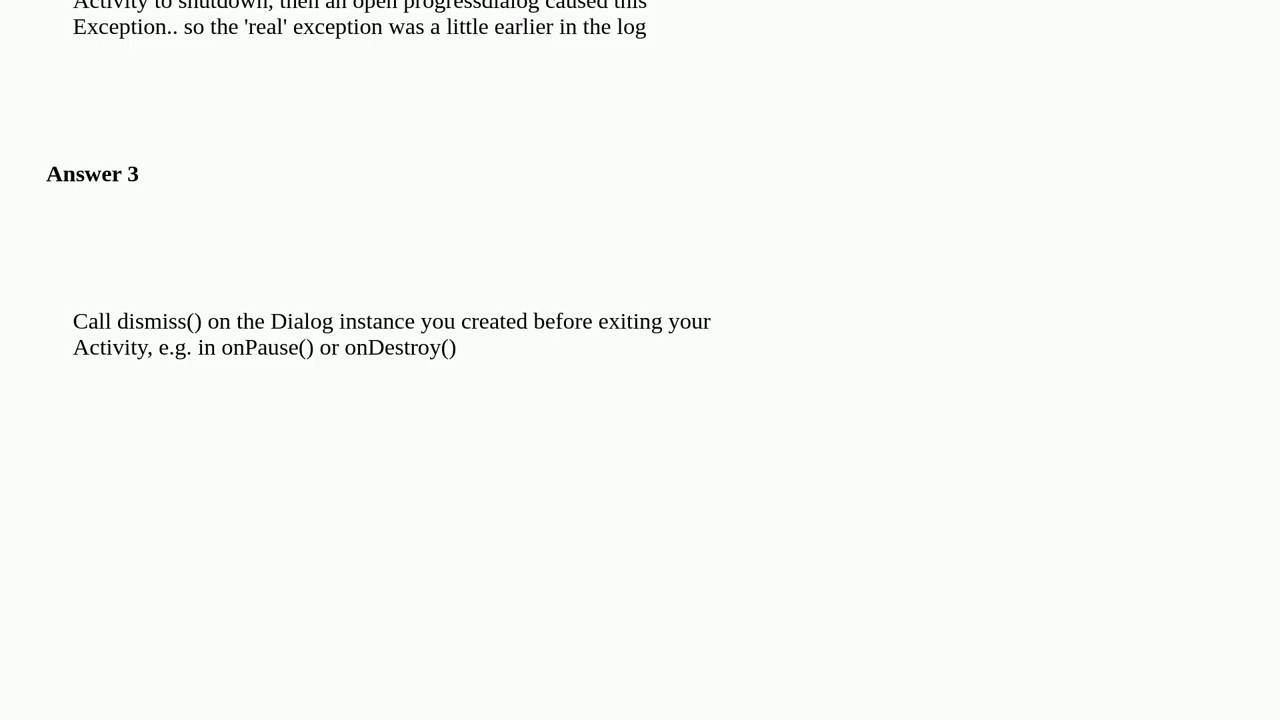 Activity to shutdown, then an open progressdialog caused this
Exception.. so the 'real' exception was a little earlier in the log
Answer 3
Call dismiss() on the Dialog instance you created before exiting your
Activity, e.g. in onPause() or onDestroy()